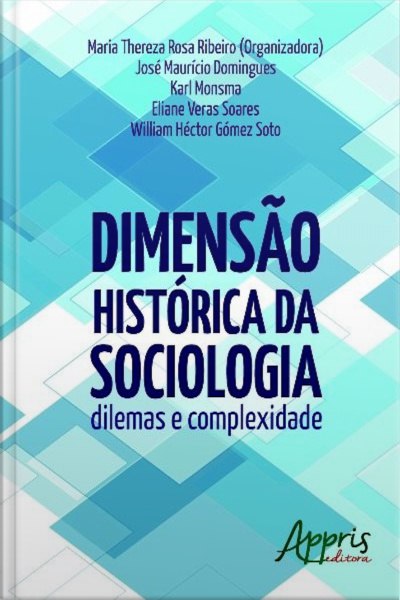 Maria Thereza Rosa Ribeiro (Organizadora)
José Maurício Domingues
Karl Monsma
Eliane Veras Soares
William Héctor Gómez Soto
DIMENSÃO
HISTÓRICA DA
SOCIOLOGIA
dilemas e complexidade
Appris
editora